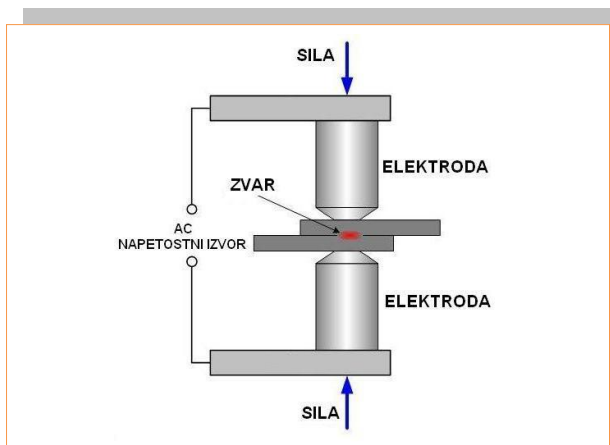 SILA
ELEKTRODA
ZVAR
AC
NAPETOSTNI IZVOR
ELEKTRODA
SILA